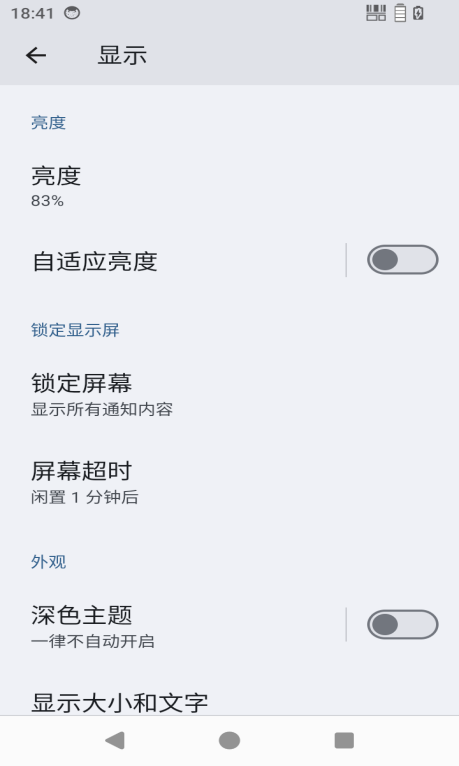 18:41
显示
亮度
亮度
83%
自适应亮度
锁定显示屏
锁定屏幕
显示所有通知内容
屏幕超时
闲置 1 分钟后
外观
深色主题
一律不自动开启
显示大小和文字